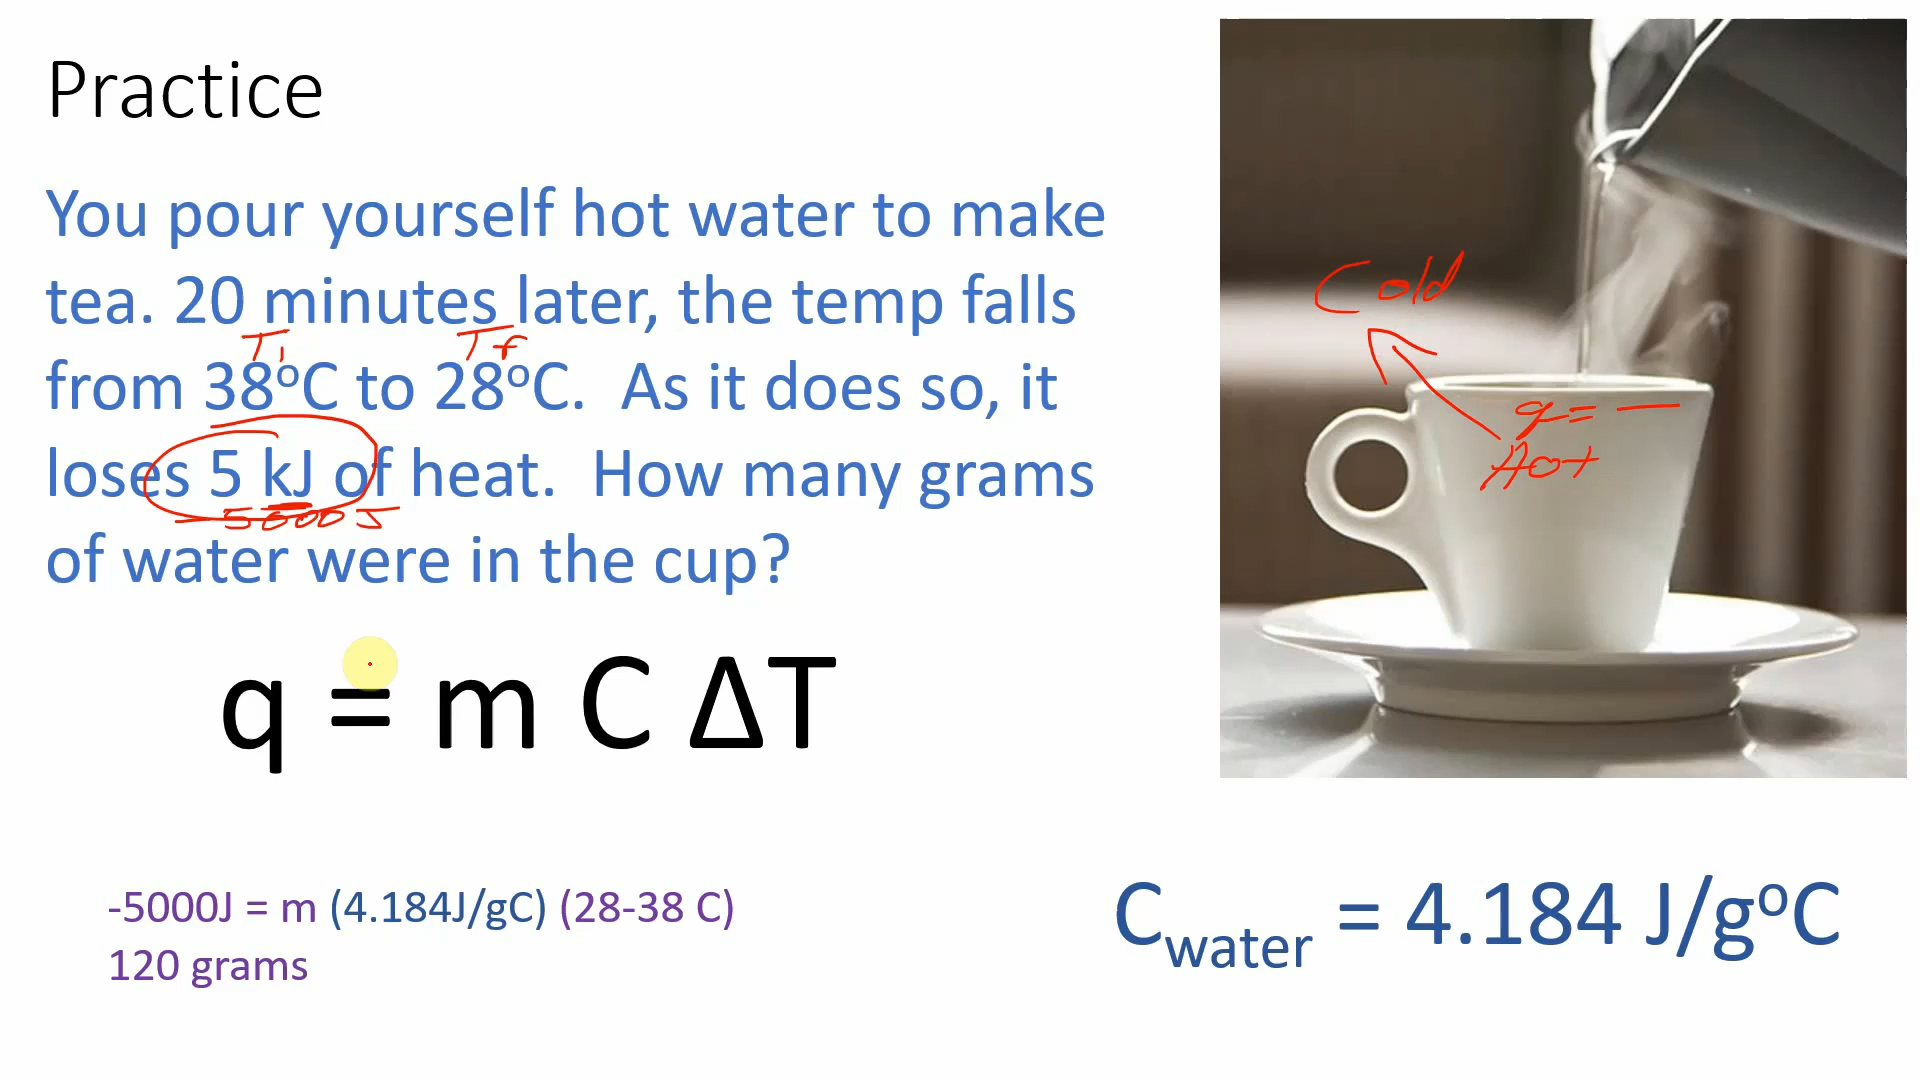 Practice
You pour yourself hot water to make
tea. 20 minutes later, the temp falls
Ti Tf
from 38°C to 28°C. As it does so, it
loses 5 kJ of heat. How many grams
-5000 J
of water were in the cup?
q = m C ΔT
-5000J = m (4.184J/gC) (28-38 C)
120 grams
Cold
q = -
Hot
Cwater = 4.184 J/g°C